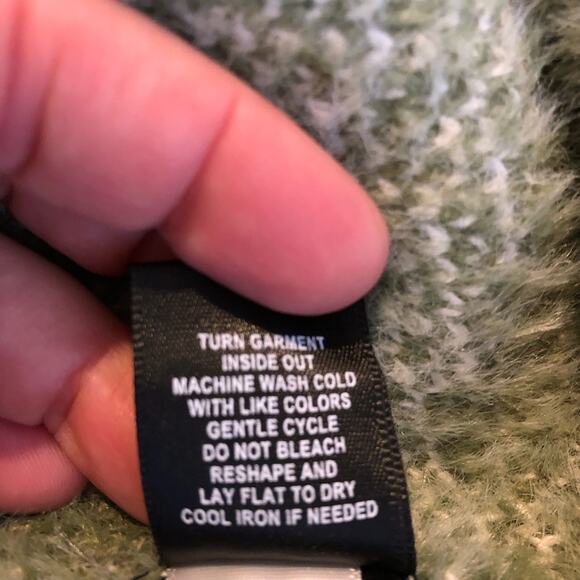 TURN GARMENT
INSIDE OUT
MACHINE WASH COLD
WITH LIKE COLORS
GENTLE CYCLE
DO NOT BLEACH
RESHAPE AND
LAY FLAT TO DRY
COOL IRON IF NEEDED